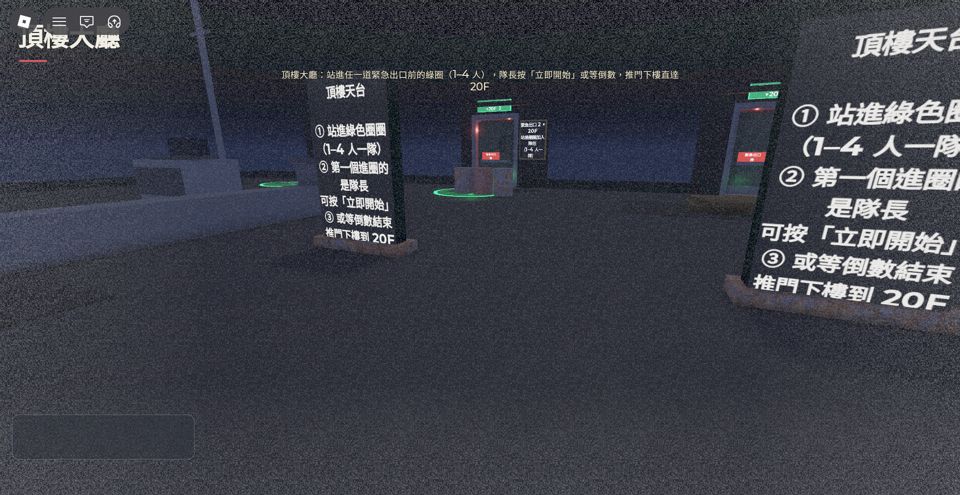 頂樓大廳
頂樓大廳：站進任一道緊急出口前的綠圈（1–4 人），隊長按「立即開始」或等倒數，推門下樓直達
20F
頂樓天台
① 站進綠色圈圈
（1–4 人一隊）
② 第一個進圈的
是隊長
可按「立即開始」
③ 或等倒數結束
推門下樓到 20F
緊急出口 2 ·
20F
頂樓天台
① 站進綠色圈
（1–4 人一隊
② 第一個進圈
是隊長
可按「立即開始」
③ 或等倒數結束
推門下樓到 20F